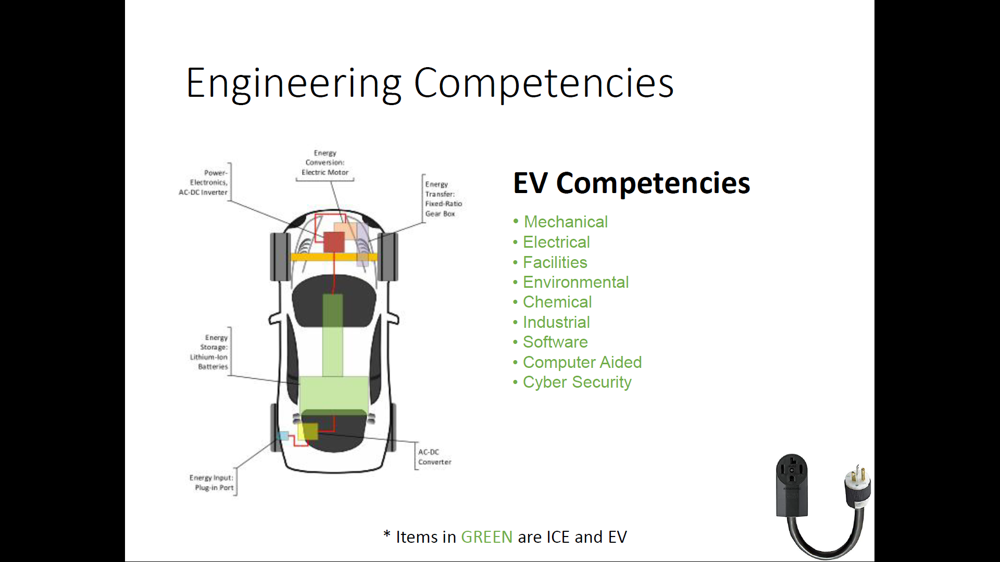 Engineering Competencies
Energy
Conversion:
Electric Motor
Power-
Electronics,
AC-DC Inverter
Energy
Transfer:
Fixed-Ratio
Gear Box
Energy
Storage:
Lithium-Ion
Batteries
AC-DC
Converter
Energy Input:
Plug-in Port
EV Competencies
• Mechanical
• Electrical
• Facilities
• Environmental
• Chemical
• Industrial
• Software
• Computer Aided
• Cyber Security
* Items in GREEN are ICE and EV